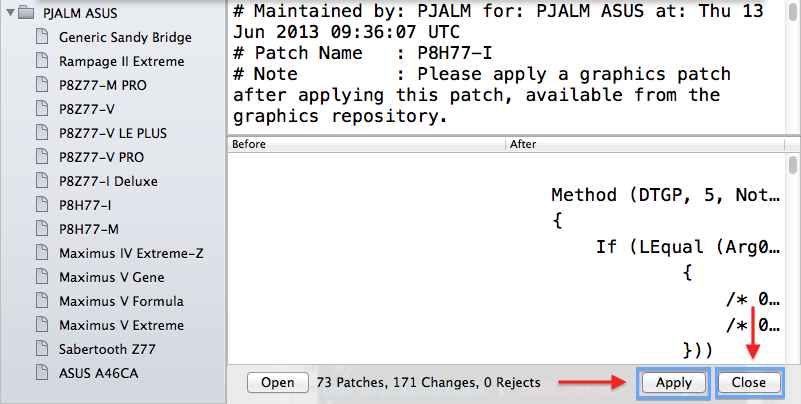 PJALM ASUS
Generic Sandy Bridge
Rampage II Extreme
P8Z77-M PRO
P8Z77-V
P8Z77-V LE PLUS
P8Z77-V PRO
P8Z77-I Deluxe
P8H77-I
P8H77-M
Maximus IV Extreme-Z
Maximus V Gene
Maximus V Formula
Maximus V Extreme
Sabertooth Z77
ASUS A46CA
# Maintained by: PJALM for: PJALM ASUS at: Thu 13
Jun 2013 09:36:07 UTC
# Patch Name   : P8H77-I
# Note         : Please apply a graphics patch
after applying this patch, available from the
graphics repository.
Before After
Method (DTGP, 5, Not…
{
If (LEqual (Arg0…
{
/* 0…
/* 0…
}))
Open 73 Patches, 171 Changes, 0 Rejects Apply Close